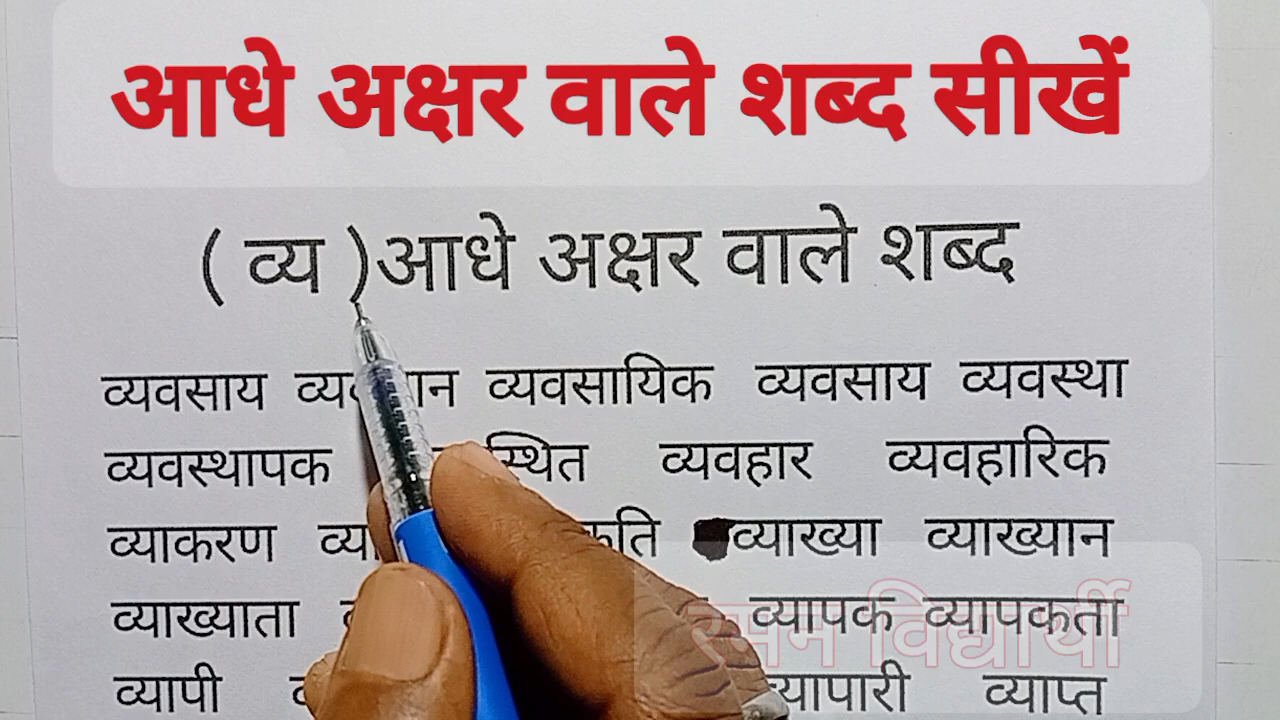 आधे अक्षर वाले शब्द सीखें
( व्य )आधे अक्षर वाले शब्द
व्यवसाय व्यवसायिक व्यवसाय व्यवस्था
व्यवस्थापक व्यवहार व्यवहारिक
व्याकरण व्याख्या व्याख्यान
व्याख्याता व्यापक व्यापकता
रमन विद्यार्थी
व्यापी व्यापारी व्याप्त